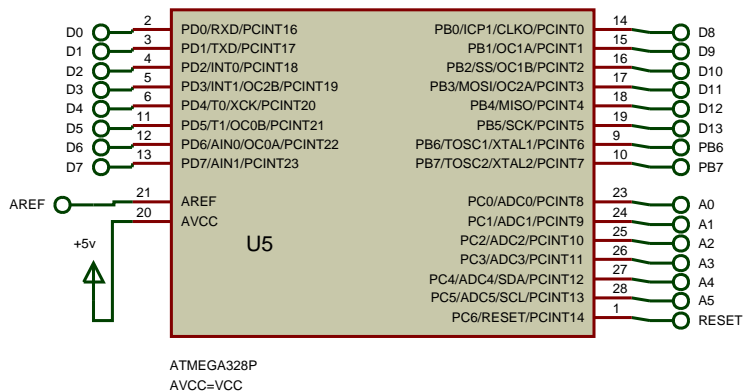 D0 2 PD0/RXD/PCINT16 PB0/ICP1/CLKO/PCINT0 14 D8
D1 3 PD1/TXD/PCINT17 PB1/OC1A/PCINT1 15 D9
D2 4 PD2/INT0/PCINT18 PB2/SS/OC1B/PCINT2 16 D10
D3 5 PD3/INT1/OC2B/PCINT19 PB3/MOSI/OC2A/PCINT3 17 D11
D4 6 PD4/T0/XCK/PCINT20 PB4/MISO/PCINT4 18 D12
D5 11 PD5/T1/OC0B/PCINT21 PB5/SCK/PCINT5 19 D13
D6 12 PD6/AIN0/OC0A/PCINT22 PB6/TOSC1/XTAL1/PCINT6 9 PB6
D7 13 PD7/AIN1/PCINT23 PB7/TOSC2/XTAL2/PCINT7 10 PB7
AREF 21 AREF PC0/ADC0/PCINT8 23 A0
20 AVCC PC1/ADC1/PCINT9 24 A1
+5v U5 PC2/ADC2/PCINT10 25 A2
PC3/ADC3/PCINT11 26 A3
PC4/ADC4/SDA/PCINT12 27 A4
PC5/ADC5/SCL/PCINT13 28 A5
PC6/RESET/PCINT14 1 RESET
ATMEGA328P
AVCC=VCC